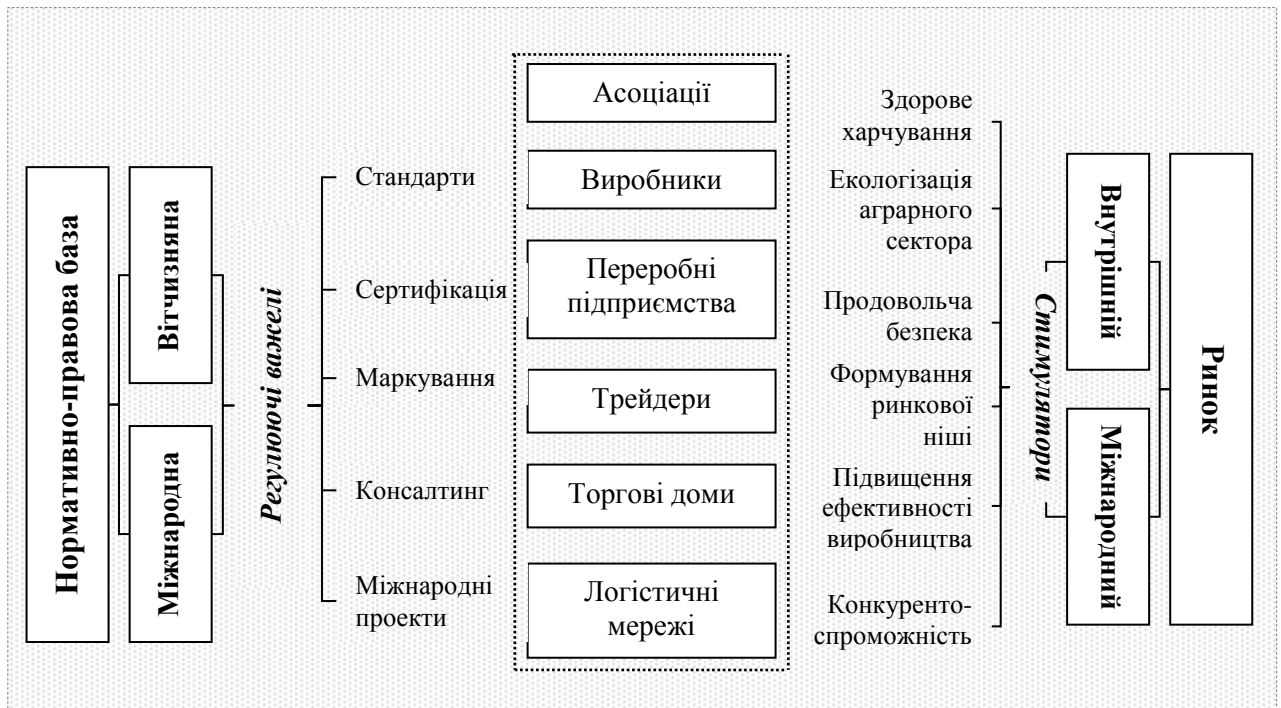 Нормативно-правова база
Вітчизняна
Міжнародна
Регулюючі важелі
Стандарти
Сертифікація
Маркування
Консалтинг
Міжнародні
проекти
Асоціації
Виробники
Переробні
підприємства
Трейдери
Торгові доми
Логістичні
мережі
Здорове
харчування
Екологізація
аграрного
сектора
Продовольча
безпека
Формування
ринкової
ніші
Підвищення
ефективності
виробництва
Конкуренто-
спроможність
Стимулятори
Внутрішній
Міжнародний
Ринок